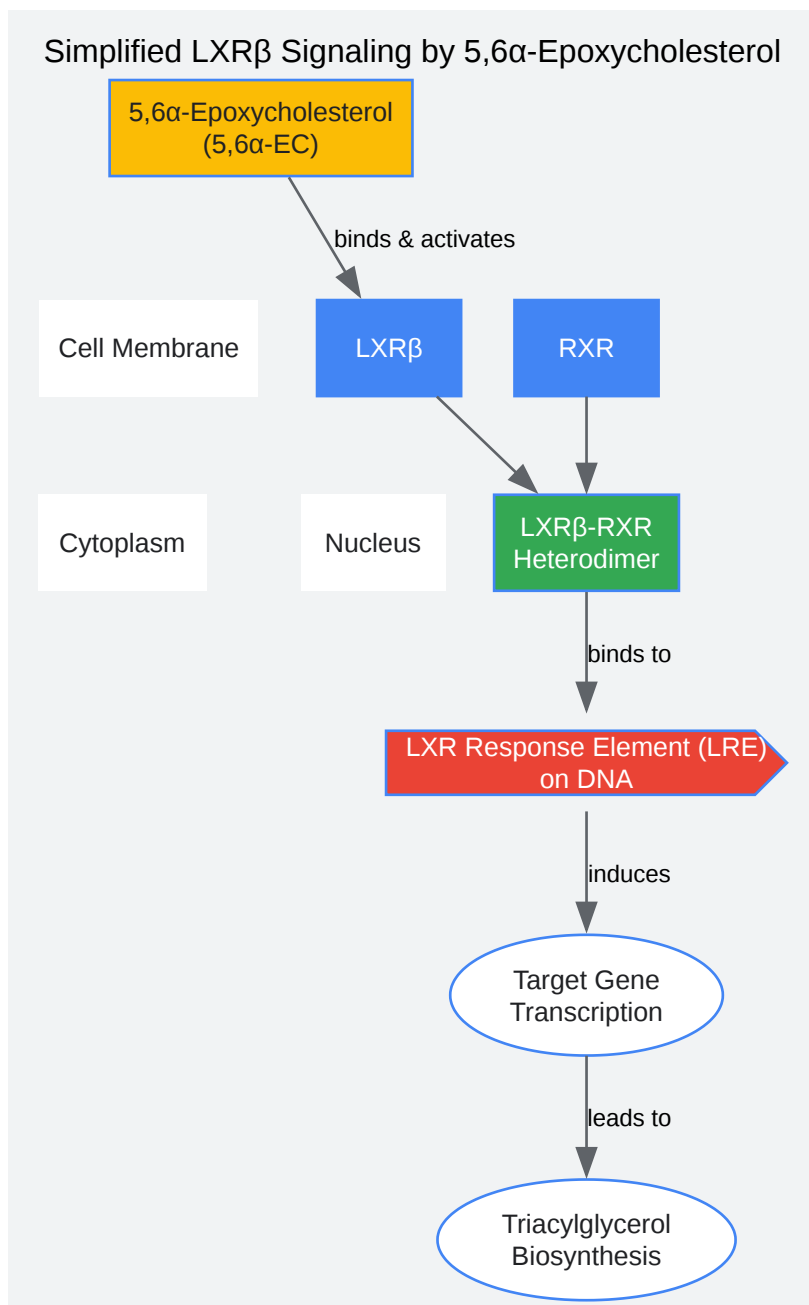 Simplified LXRβ Signaling by 5,6α-Epoxycholesterol
5,6α-Epoxycholesterol
(5,6α-EC)
binds & activates
Cell Membrane
LXRβ
RXR
Cytoplasm
Nucleus
LXRβ-RXR
Heterodimer
binds to
LXR Response Element (LRE)
on DNA
induces
Target Gene
Transcription
leads to
Triacylglycerol
Biosynthesis